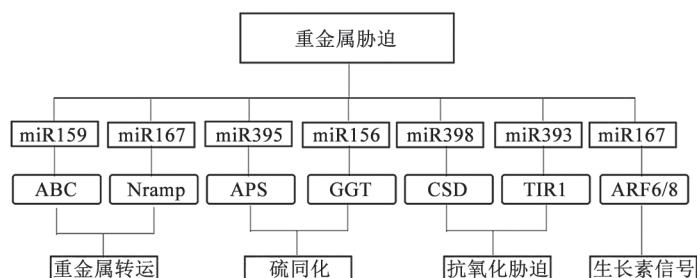 重金属胁迫
miR159 miR167 miR395 miR156 miR398 miR393 miR167
ABC Nramp APS GGT CSD TIR1 ARF6/8
重金属转运 硫同化 抗氧化胁迫 生长素信号